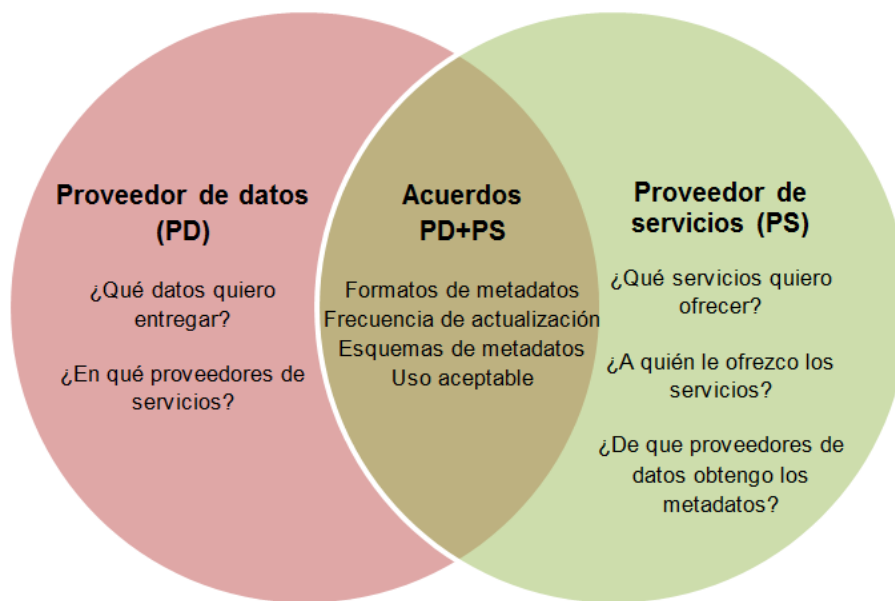 Proveedor de datos
(PD)
¿Qué datos quiero
entregar?
¿En qué proveedores de
servicios?
Acuerdos
PD+PS
Formatos de metadatos
Frecuencia de actualización
Esquemas de metadatos
Uso aceptable
Proveedor de
servicios (PS)
¿Qué servicios quiero
ofrecer?
¿A quién le ofrezco los
servicios?
¿De que proveedores de
datos obtengo los
metadatos?